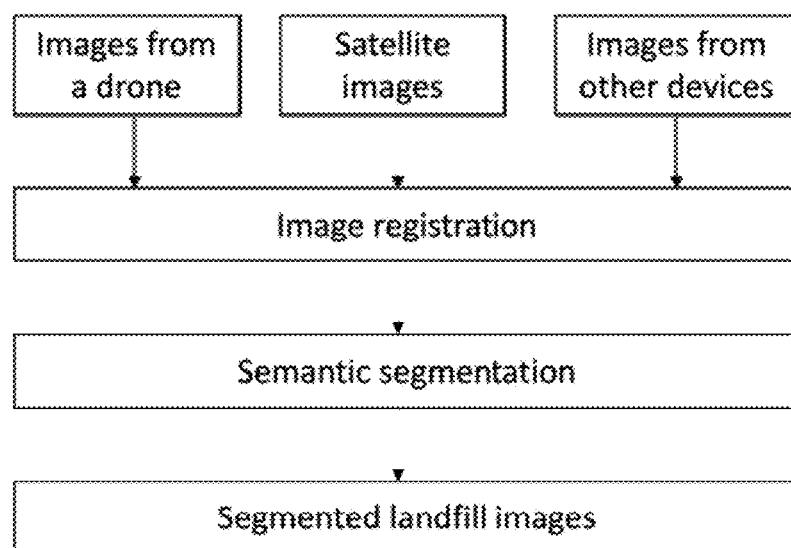 Images from
a drone
Satellite
images
Images from
other devices
Image registration
Semantic segmentation
Segmented landfill images